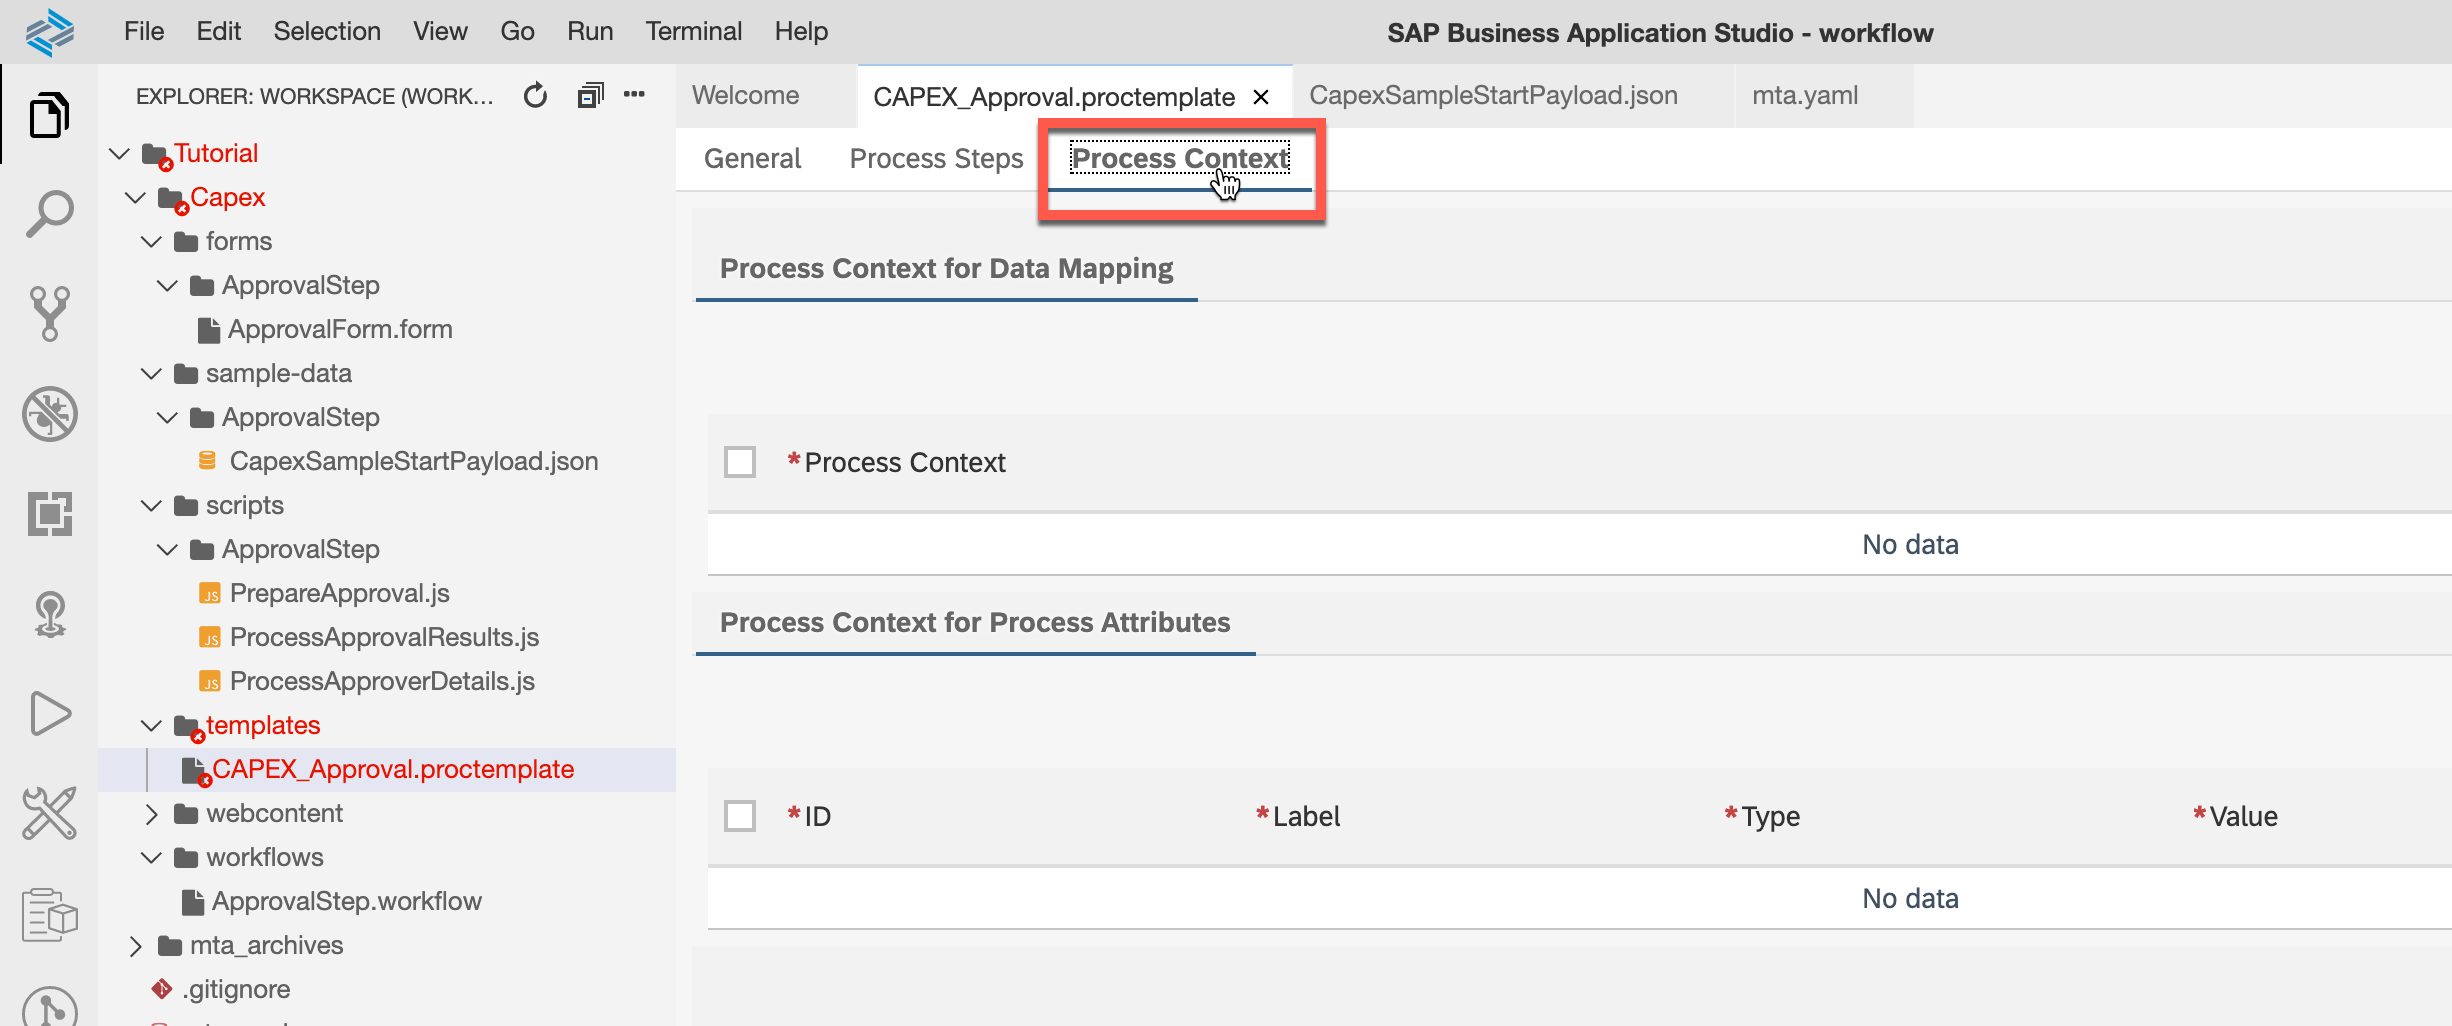 File Edit Selection View Go Run Terminal Help
SAP Business Application Studio - workflow
EXPLORER: WORKSPACE (WORK...
Tutorial
Capex
forms
ApprovalStep
ApprovalForm.form
sample-data
ApprovalStep
CapexSampleStartPayload.json
scripts
ApprovalStep
JS PrepareApproval.js
JS ProcessApprovalResults.js
JS ProcessApproverDetails.js
templates
CAPEX_Approval.proctemplate
webcontent
workflows
ApprovalStep.workflow
mta_archives
.gitignore
Welcome CAPEX_Approval.proctemplate CapexSampleStartPayload.json mta.yaml
General Process Steps Process Context
Process Context for Data Mapping
*Process Context
No data
Process Context for Process Attributes
*ID *Label *Type *Value
No data